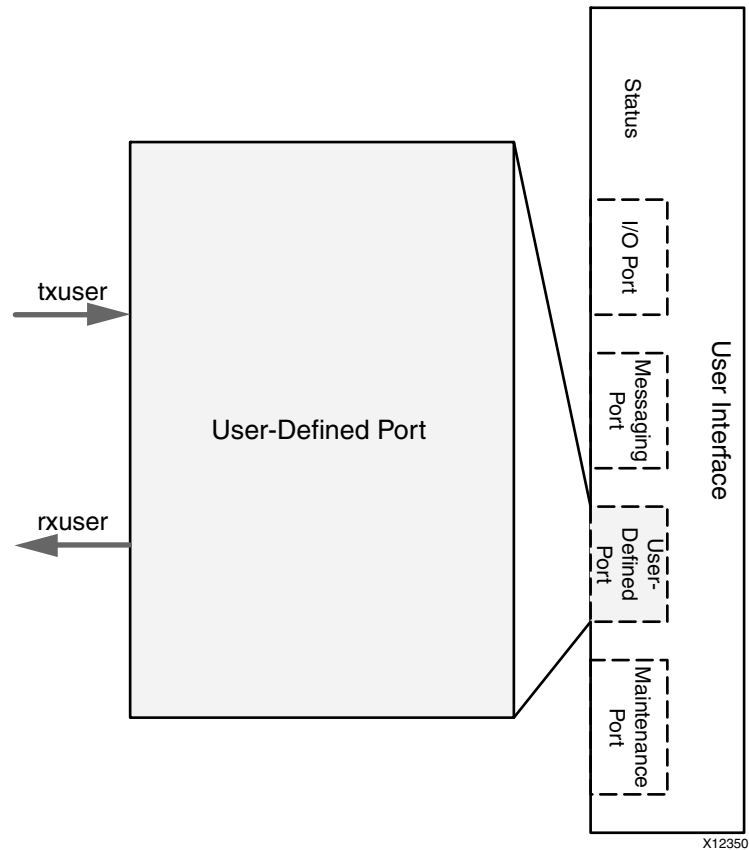 Status
I/O Port
Messaging
Port
User-
Defined
Port
Maintenance
Port
User Interface
txuser
User-Defined Port
rxuser
X12350